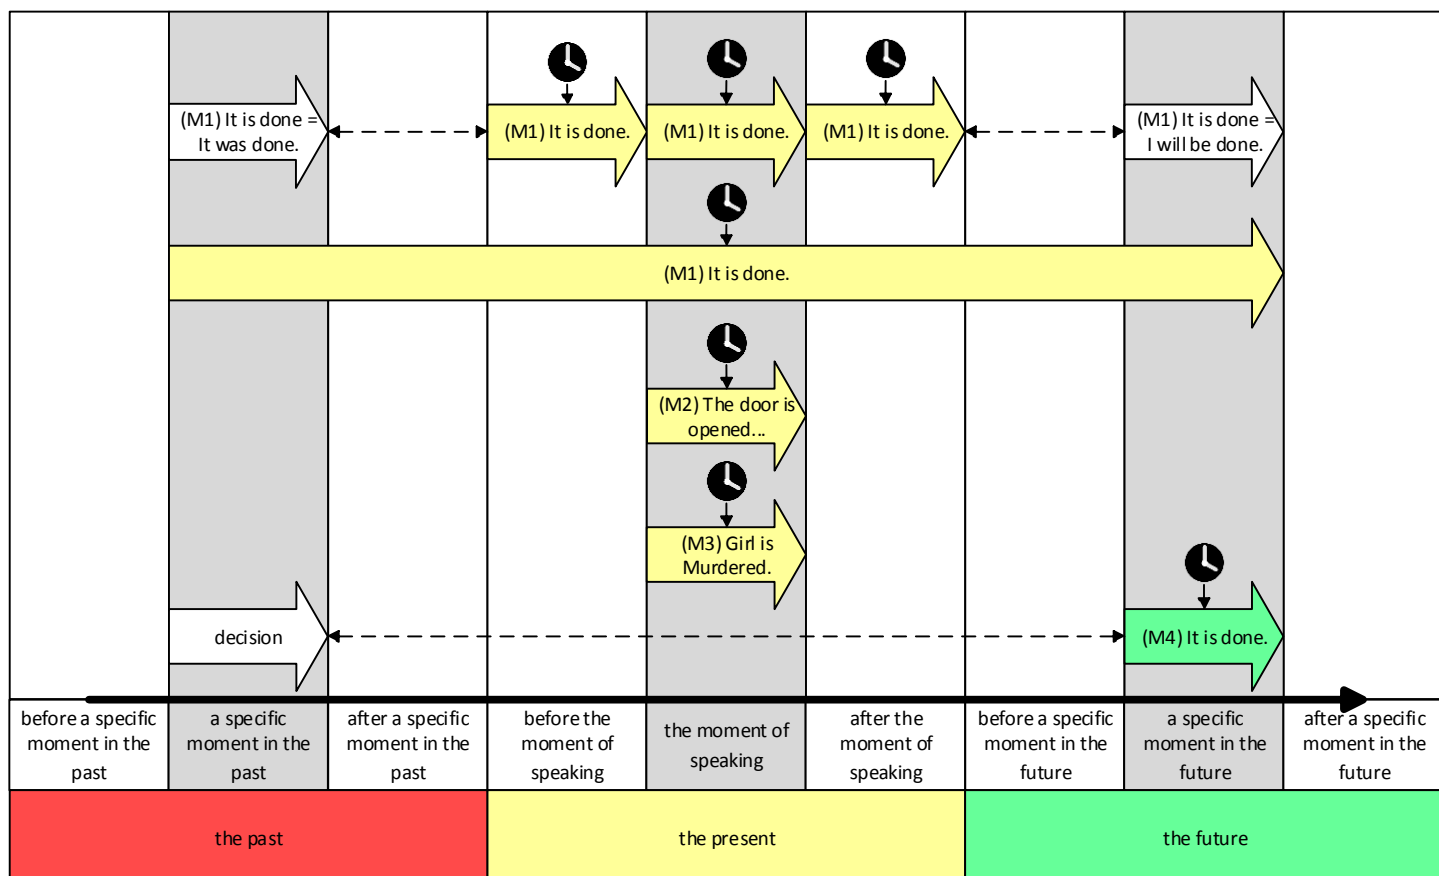 (M1) It is done =
It was done.
(M1) It is done.
(M1) It is done.
(M1) It is done.
(M1) It is done =
I will be done.
(M1) It is done.
(M2) The door is
opened...
(M3) Girl is
Murdered.
decision
(M4) It is done.
before a specific
moment in the
past
a specific
moment in the
past
after a specific
moment in the
past
before the
moment of
speaking
the moment of
speaking
after the
moment of
speaking
before a specific
moment in the
future
a specific
moment in the
future
after a specific
moment in the
future
the past
the present
the future